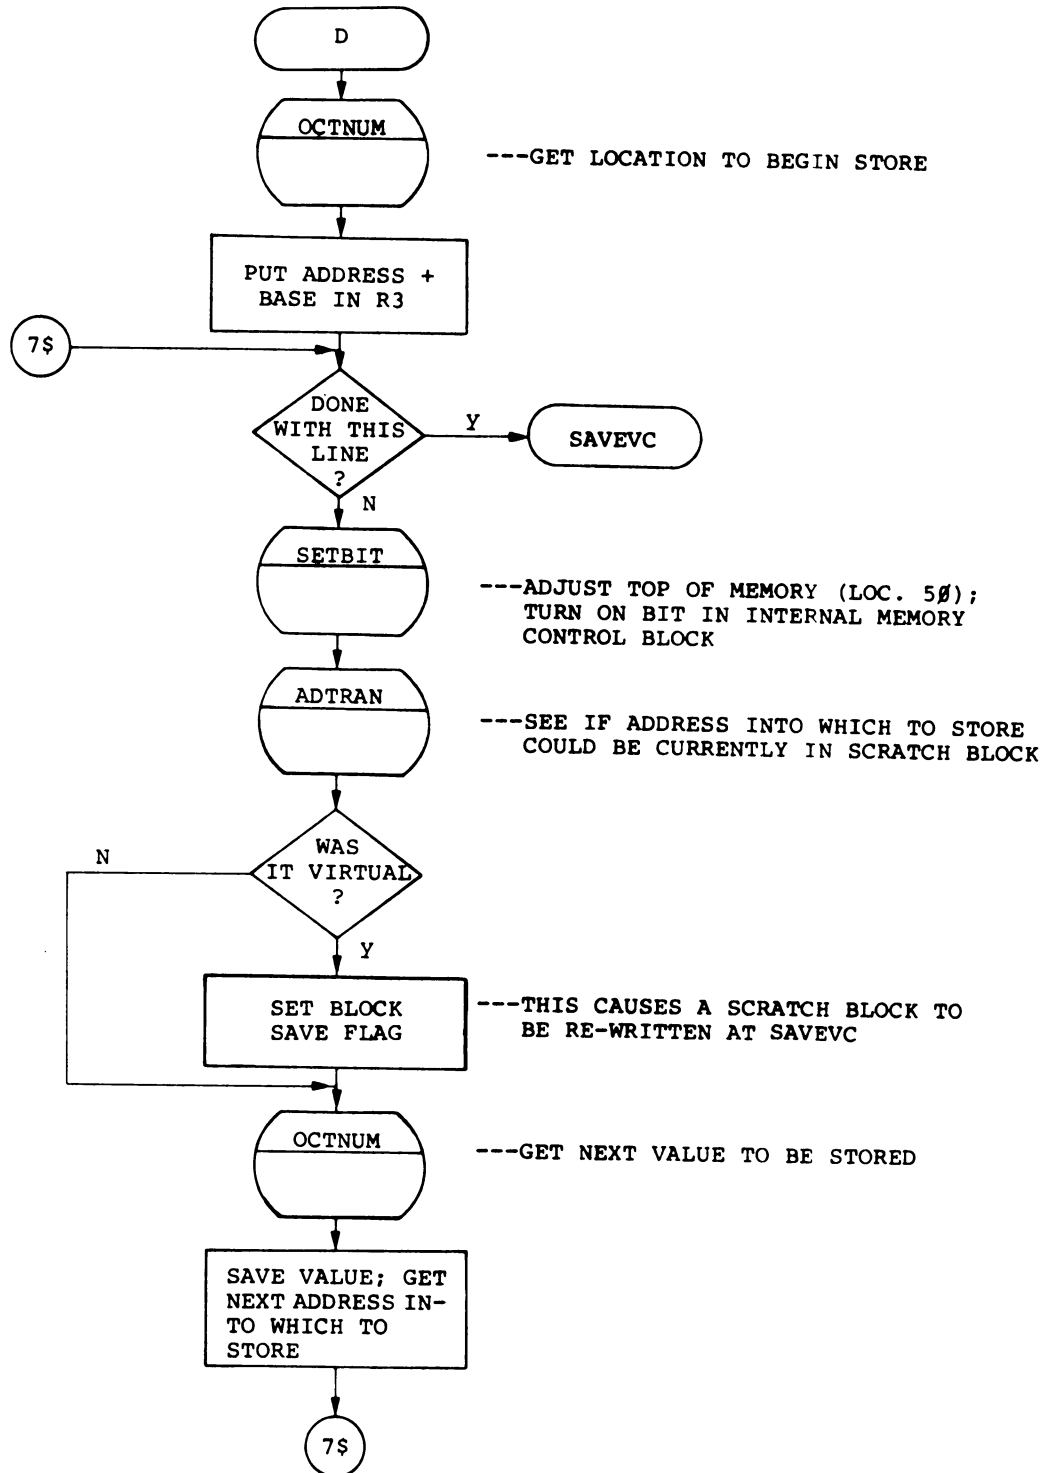 D
OCTNUM
---GET LOCATION TO BEGIN STORE
PUT ADDRESS +
BASE IN R3
7$
DONE
WITH THIS
LINE
?
Y
SAVEVC
N
SETBIT
---ADJUST TOP OF MEMORY (LOC. 5Ø);
TURN ON BIT IN INTERNAL MEMORY
CONTROL BLOCK
ADTRAN
---SEE IF ADDRESS INTO WHICH TO STORE
COULD BE CURRENTLY IN SCRATCH BLOCK
WAS
IT VIRTUAL
?
N
Y
SET BLOCK
SAVE FLAG
---THIS CAUSES A SCRATCH BLOCK TO
BE RE-WRITTEN AT SAVEVC
OCTNUM
---GET NEXT VALUE TO BE STORED
SAVE VALUE; GET
NEXT ADDRESS IN-
TO WHICH TO
STORE
7$